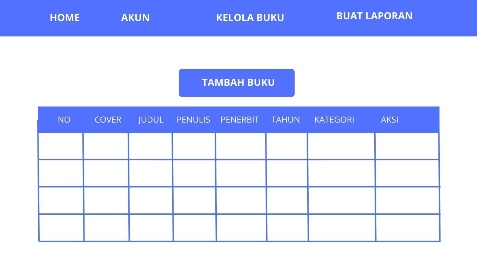 HOME AKUN KELOLA BUKU BUAT LAPORAN
TAMBAH BUKU
NO COVER JUDUL PENULIS PENERBIT TAHUN KATEGORI AKSI